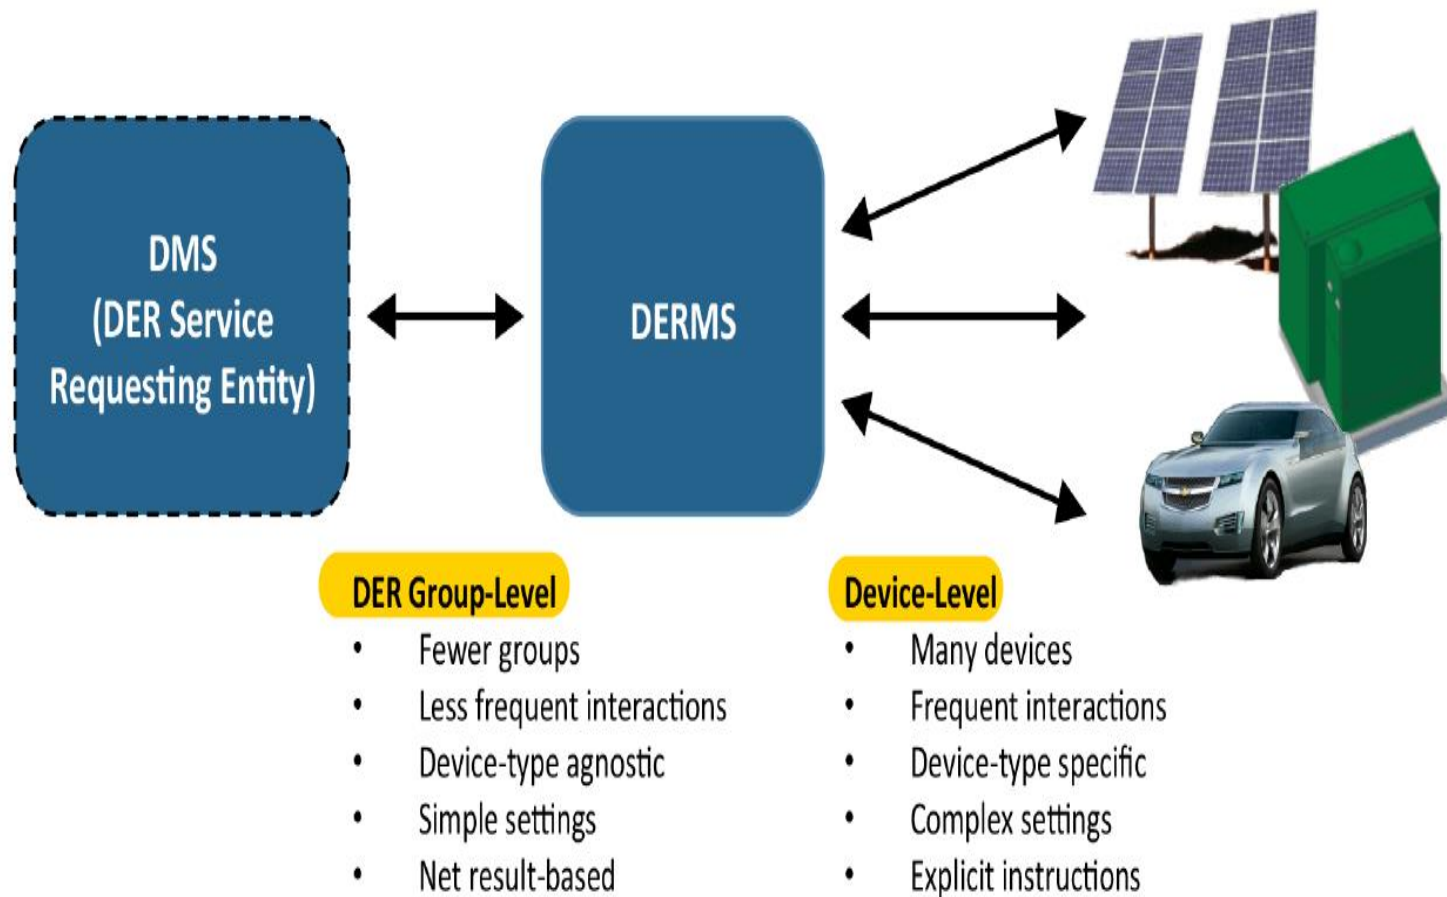 DMS
(DER Service
Requesting Entity)
DERMS
DER Group-Level
• Fewer groups
• Less frequent interactions
• Device-type agnostic
• Simple settings
• Net result-based
Device-Level
• Many devices
• Frequent interactions
• Device-type specific
• Complex settings
• Explicit instructions